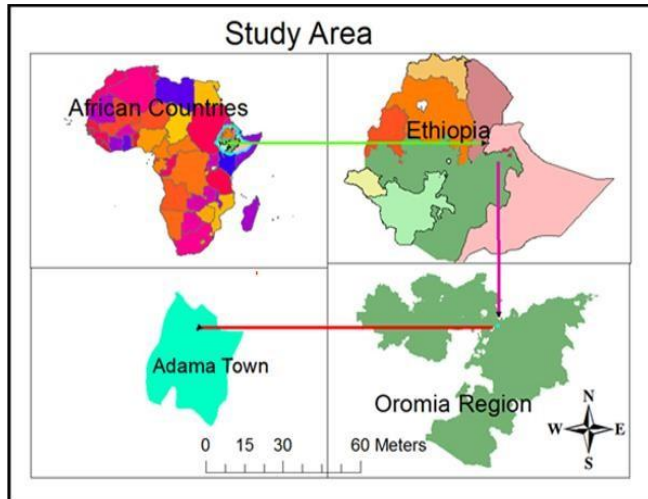 Study Area
African Countries
Ethiopia
Adama Town
Oromia Region
0 15 30 60 Meters
N
W E
S